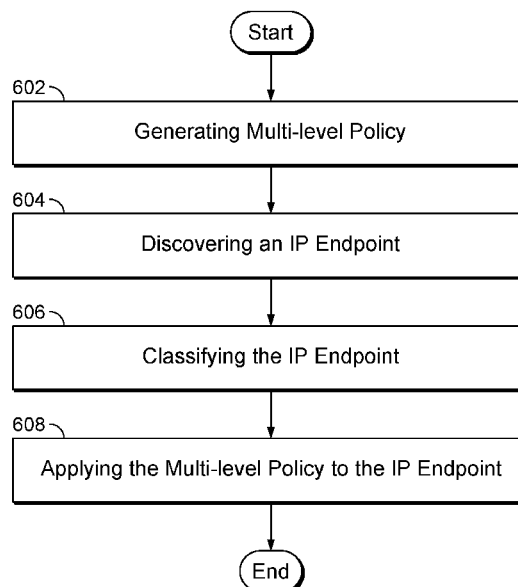 Start
602
Generating Multi-level Policy
604
Discovering an IP Endpoint
606
Classifying the IP Endpoint
608
Applying the Multi-level Policy to the IP Endpoint
End